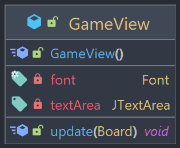 GameView
GameView()
font Font
textArea JTextArea
update(Board) void